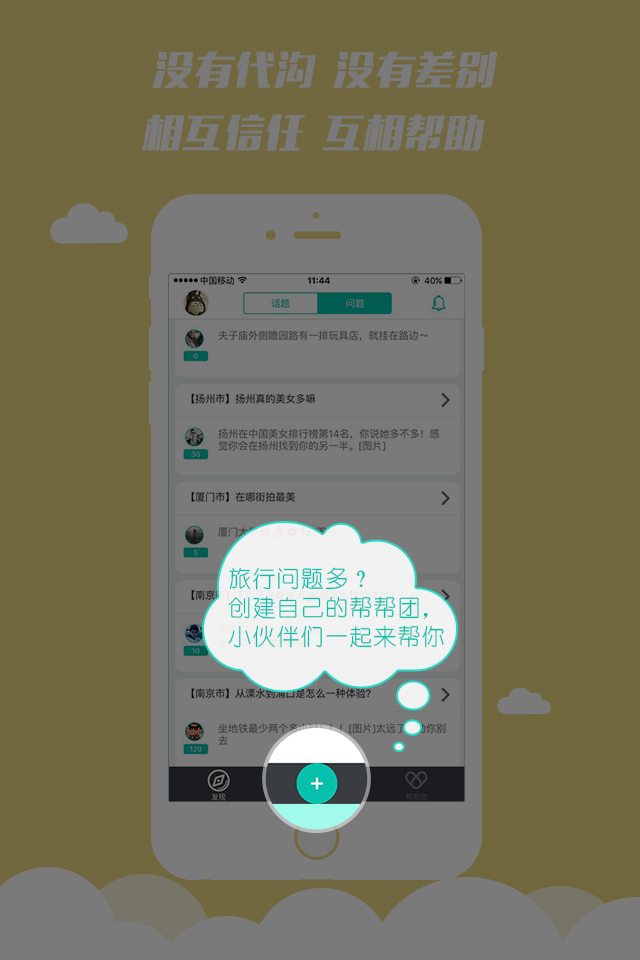 没有代沟 没有差别
相互信任 互相帮助
中国移动
11:44
40%
话题
问题
夫子庙外侧瞻园路有一排玩具店，就挂在路边～
0
【扬州市】扬州真的美女多嘛
扬州在中国美女排行榜第14名，你说她多不多！感
觉你会在扬州找到你的另一半。[图片]
30
【厦门市】在哪街拍最美
厦门大
5
旅行问题多？
创建自己的帮帮团，
小伙伴们一起来帮你
【南京
10
【南京市】从溧水到浦口是怎么一种体验?
坐地铁最少两个多
[图片]太远了
助你别
去
120
+
发现
帮帮团